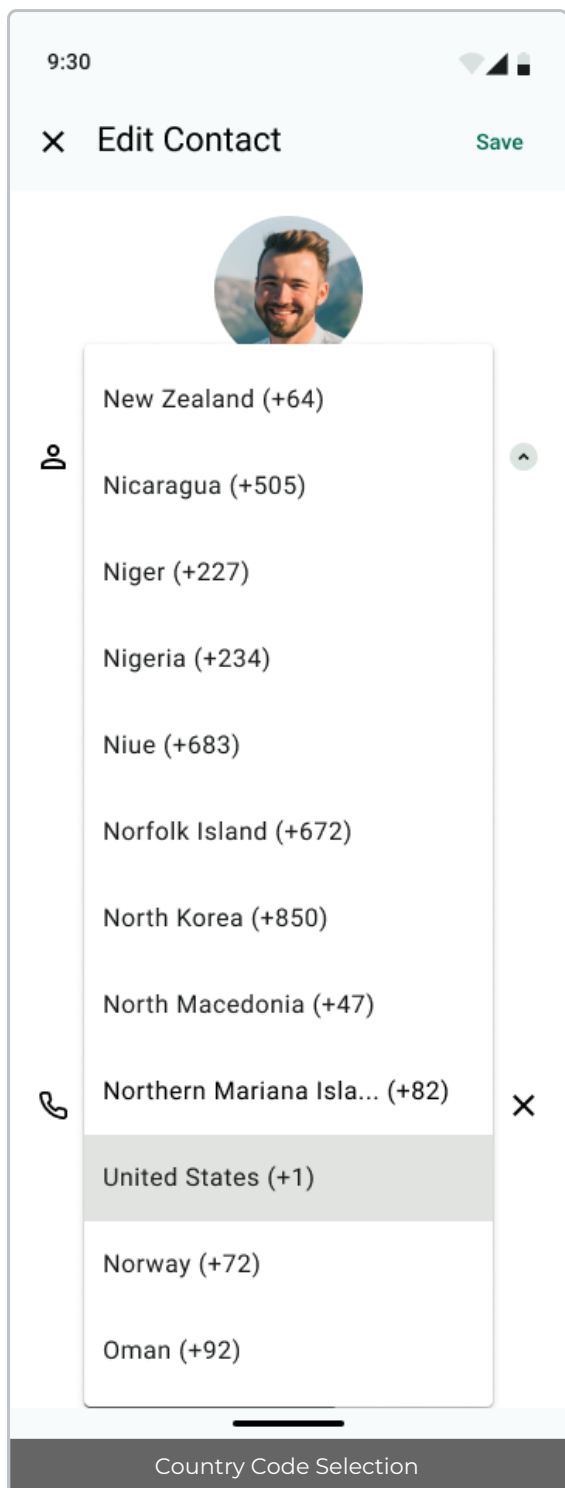 9:30
Edit Contact
Save
New Zealand (+64)
Nicaragua (+505)
Niger (+227)
Nigeria (+234)
Niue (+683)
Norfolk Island (+672)
North Korea (+850)
North Macedonia (+47)
Northern Mariana Isla... (+82)
United States (+1)
Norway (+72)
Oman (+92)
Country Code Selection